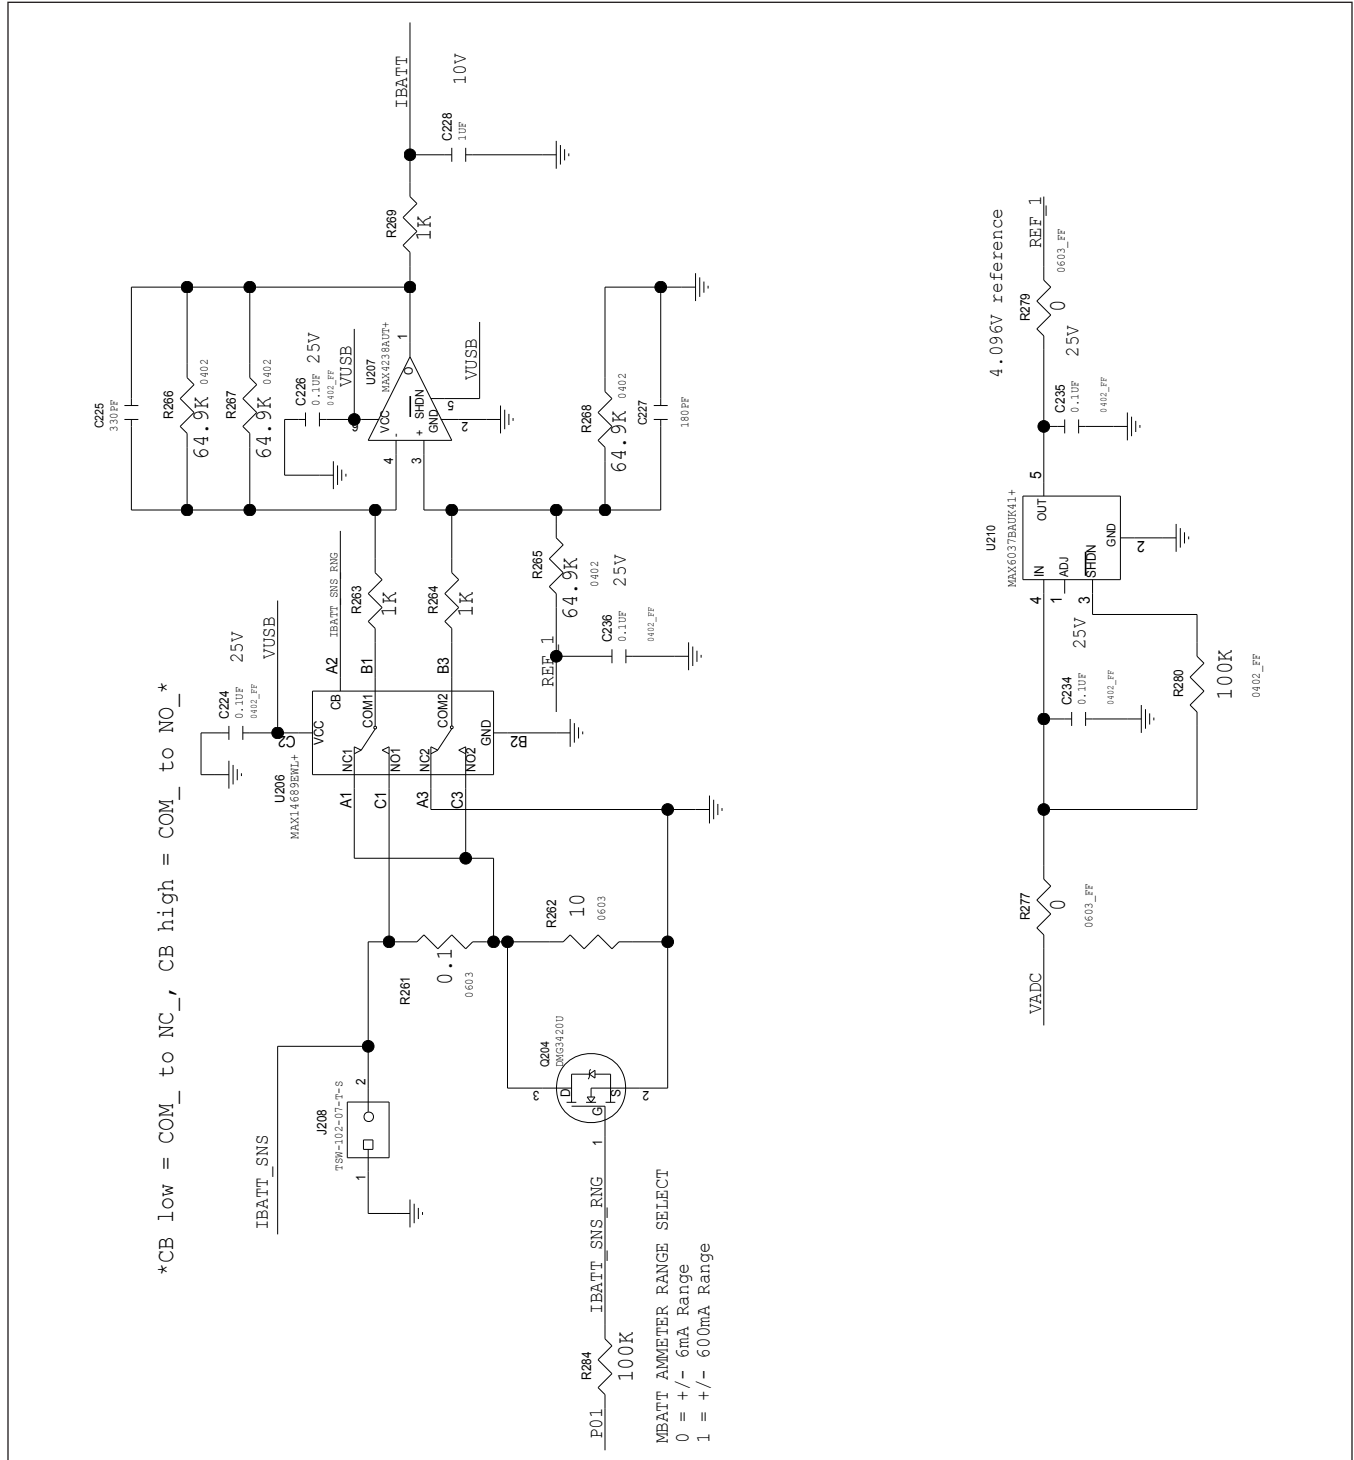 *CB low = COM_ to NC_, CB high = COM_ to NO_*
IBATT_SNS
J208
TSW-102-07-T-S
1
2
R261
0.1
0603
R262
10
0603
Q204
DMG3420U
3
D
G
S
2
1
P01
R284
100K
IBATT_SNS_RNG
MBATT AMMETER RANGE SELECT
0 = +/- 6mA Range
1 = +/- 600mA Range
C224
0.1UF
0402_FF
25V
VUSB
C2
U206
MAX14689EWL+
VCC
CB
NC1
COM1
NO1
NC2
COM2
NO2
GND
A1
C1
A3
C3
A2
B1
B3
B2
IBATT_SNS_RNG
R263
1K
R264
1K
REF_1
R265
64.9K
0402
C236
0.1UF
0402_FF
25V
C225
330PF
R266
64.9K
0402
R267
64.9K
0402
C226
0.1UF
0402_FF
25V
VUSB
U207
MAX4238AUT+
6
VCC
SHDN
GND
O
-
+
4
3
1
5
2
VUSB
R268
64.9K
0402
C227
180PF
R269
1K
IBATT
C228
1UF
10V
VADC
R277
0
0603_FF
C234
0.1UF
0402_FF
25V
R280
100K
0402_FF
U210
MAX6037BAUK41+
IN
ADJ
SHDN
OUT
GND
4
1
3
5
2
C235
0.1UF
0402_FF
25V
R279
0
0603_FF
REF_1
4.096V reference